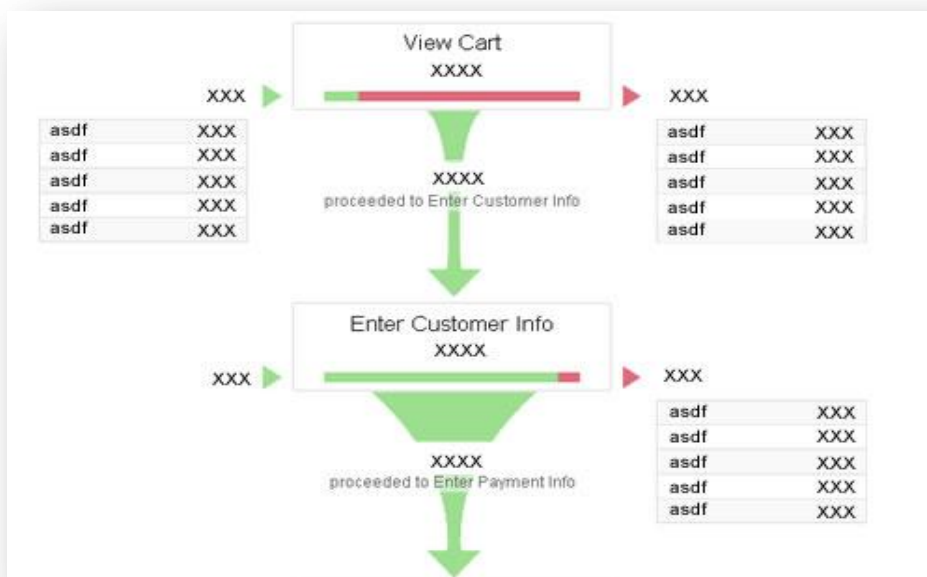 View Cart
XXXX
XXX
XXX
asdf XXX
asdf XXX
asdf XXX
asdf XXX
asdf XXX
asdf XXX
asdf XXX
asdf XXX
asdf XXX
asdf XXX
XXXX
proceeded to Enter Customer Info
Enter Customer Info
XXXX
XXX
XXX
asdf XXX
asdf XXX
asdf XXX
asdf XXX
asdf XXX
XXXX
proceeded to Enter Payment Info